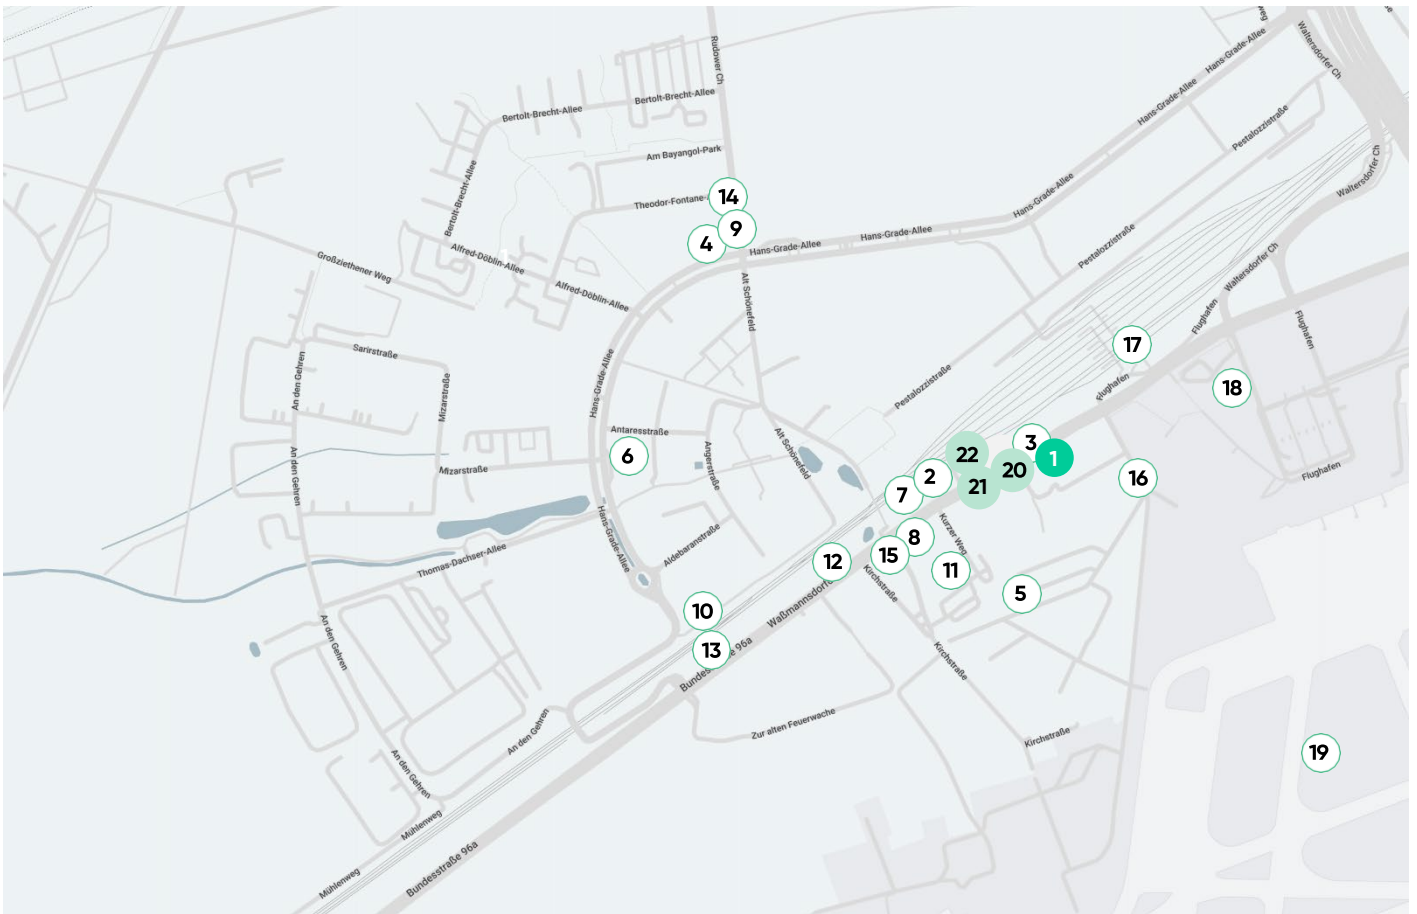 Rudower Ch
Waltersdorfer Ch
Hans-Grade-Allee
Bertolt-Brecht-Allee
Bertolt-Brecht-Allee
Hans-Grade-Allee
Pestalozzistraße
Am Bayangol-Park
Waltersdorfer Ch
Bertolt-Brecht-Allee
Theodor-Fontane-
14
Hans-Grade-Allee
9
4
Hans-Grade-Allee
Hans-Grade-Allee
Großziethener Weg
Alfred-Döblin-Allee
Alfred-Döblin-Allee
Alt Schönefeld
Pestalozzistraße
Waltersdorfer Ch
Flughafen
Flughafen
Sarirstraße
17
An den Gehren
Mizarstraße
Hans-Grade-Allee
Pestalozzistraße
Flughafen
18
Antaresstraße
6
Angerstraße
Alt Schönefeld
3
1
22
20
21
2
7
16
Flughafen
Mizarstraße
An den Gehren
Hans-Grade-Allee
Aldebaranstraße
Kurzer Weg
8
15
12
11
5
Thomas-Dachser-Allee
Kirchstraße
10
Waßmannsdorfe
13
Bundes
e 96a
An den Gehren
Kirchstraße
Zur alten Feuerwache
Kirchstraße
19
An den Gehren
An den Gehren
Mühlenweg
Bundesstraße 96a
Mühlenweg